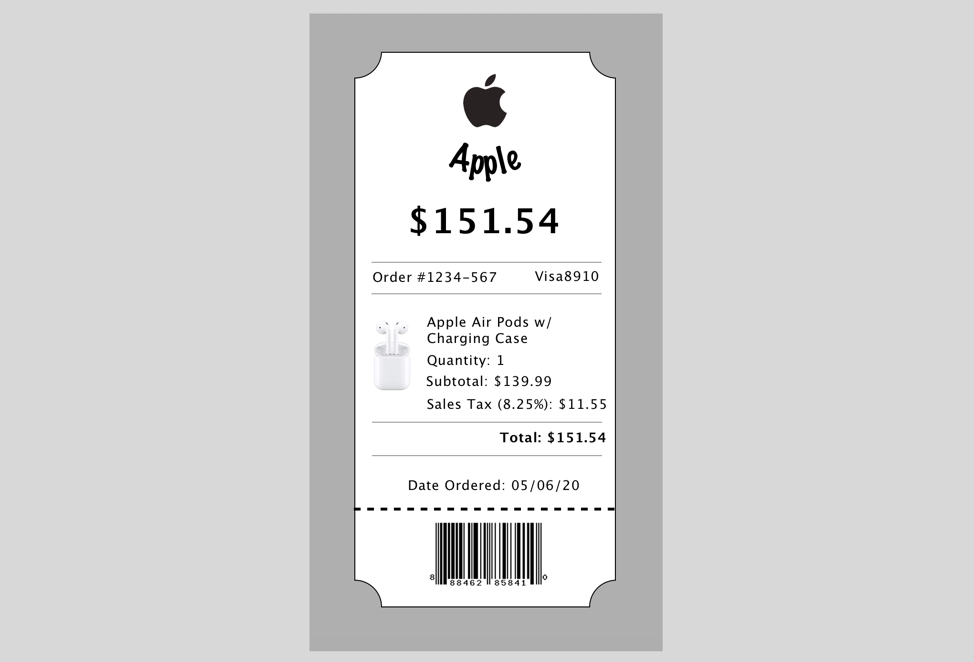 Apple
$151.54
Order #1234-567 Visa8910
Apple Air Pods w/
Charging Case
Quantity: 1
Subtotal: $139.99
Sales Tax (8.25%): $11.55
Total: $151.54
Date Ordered: 05/06/20
8 88462 85841 0